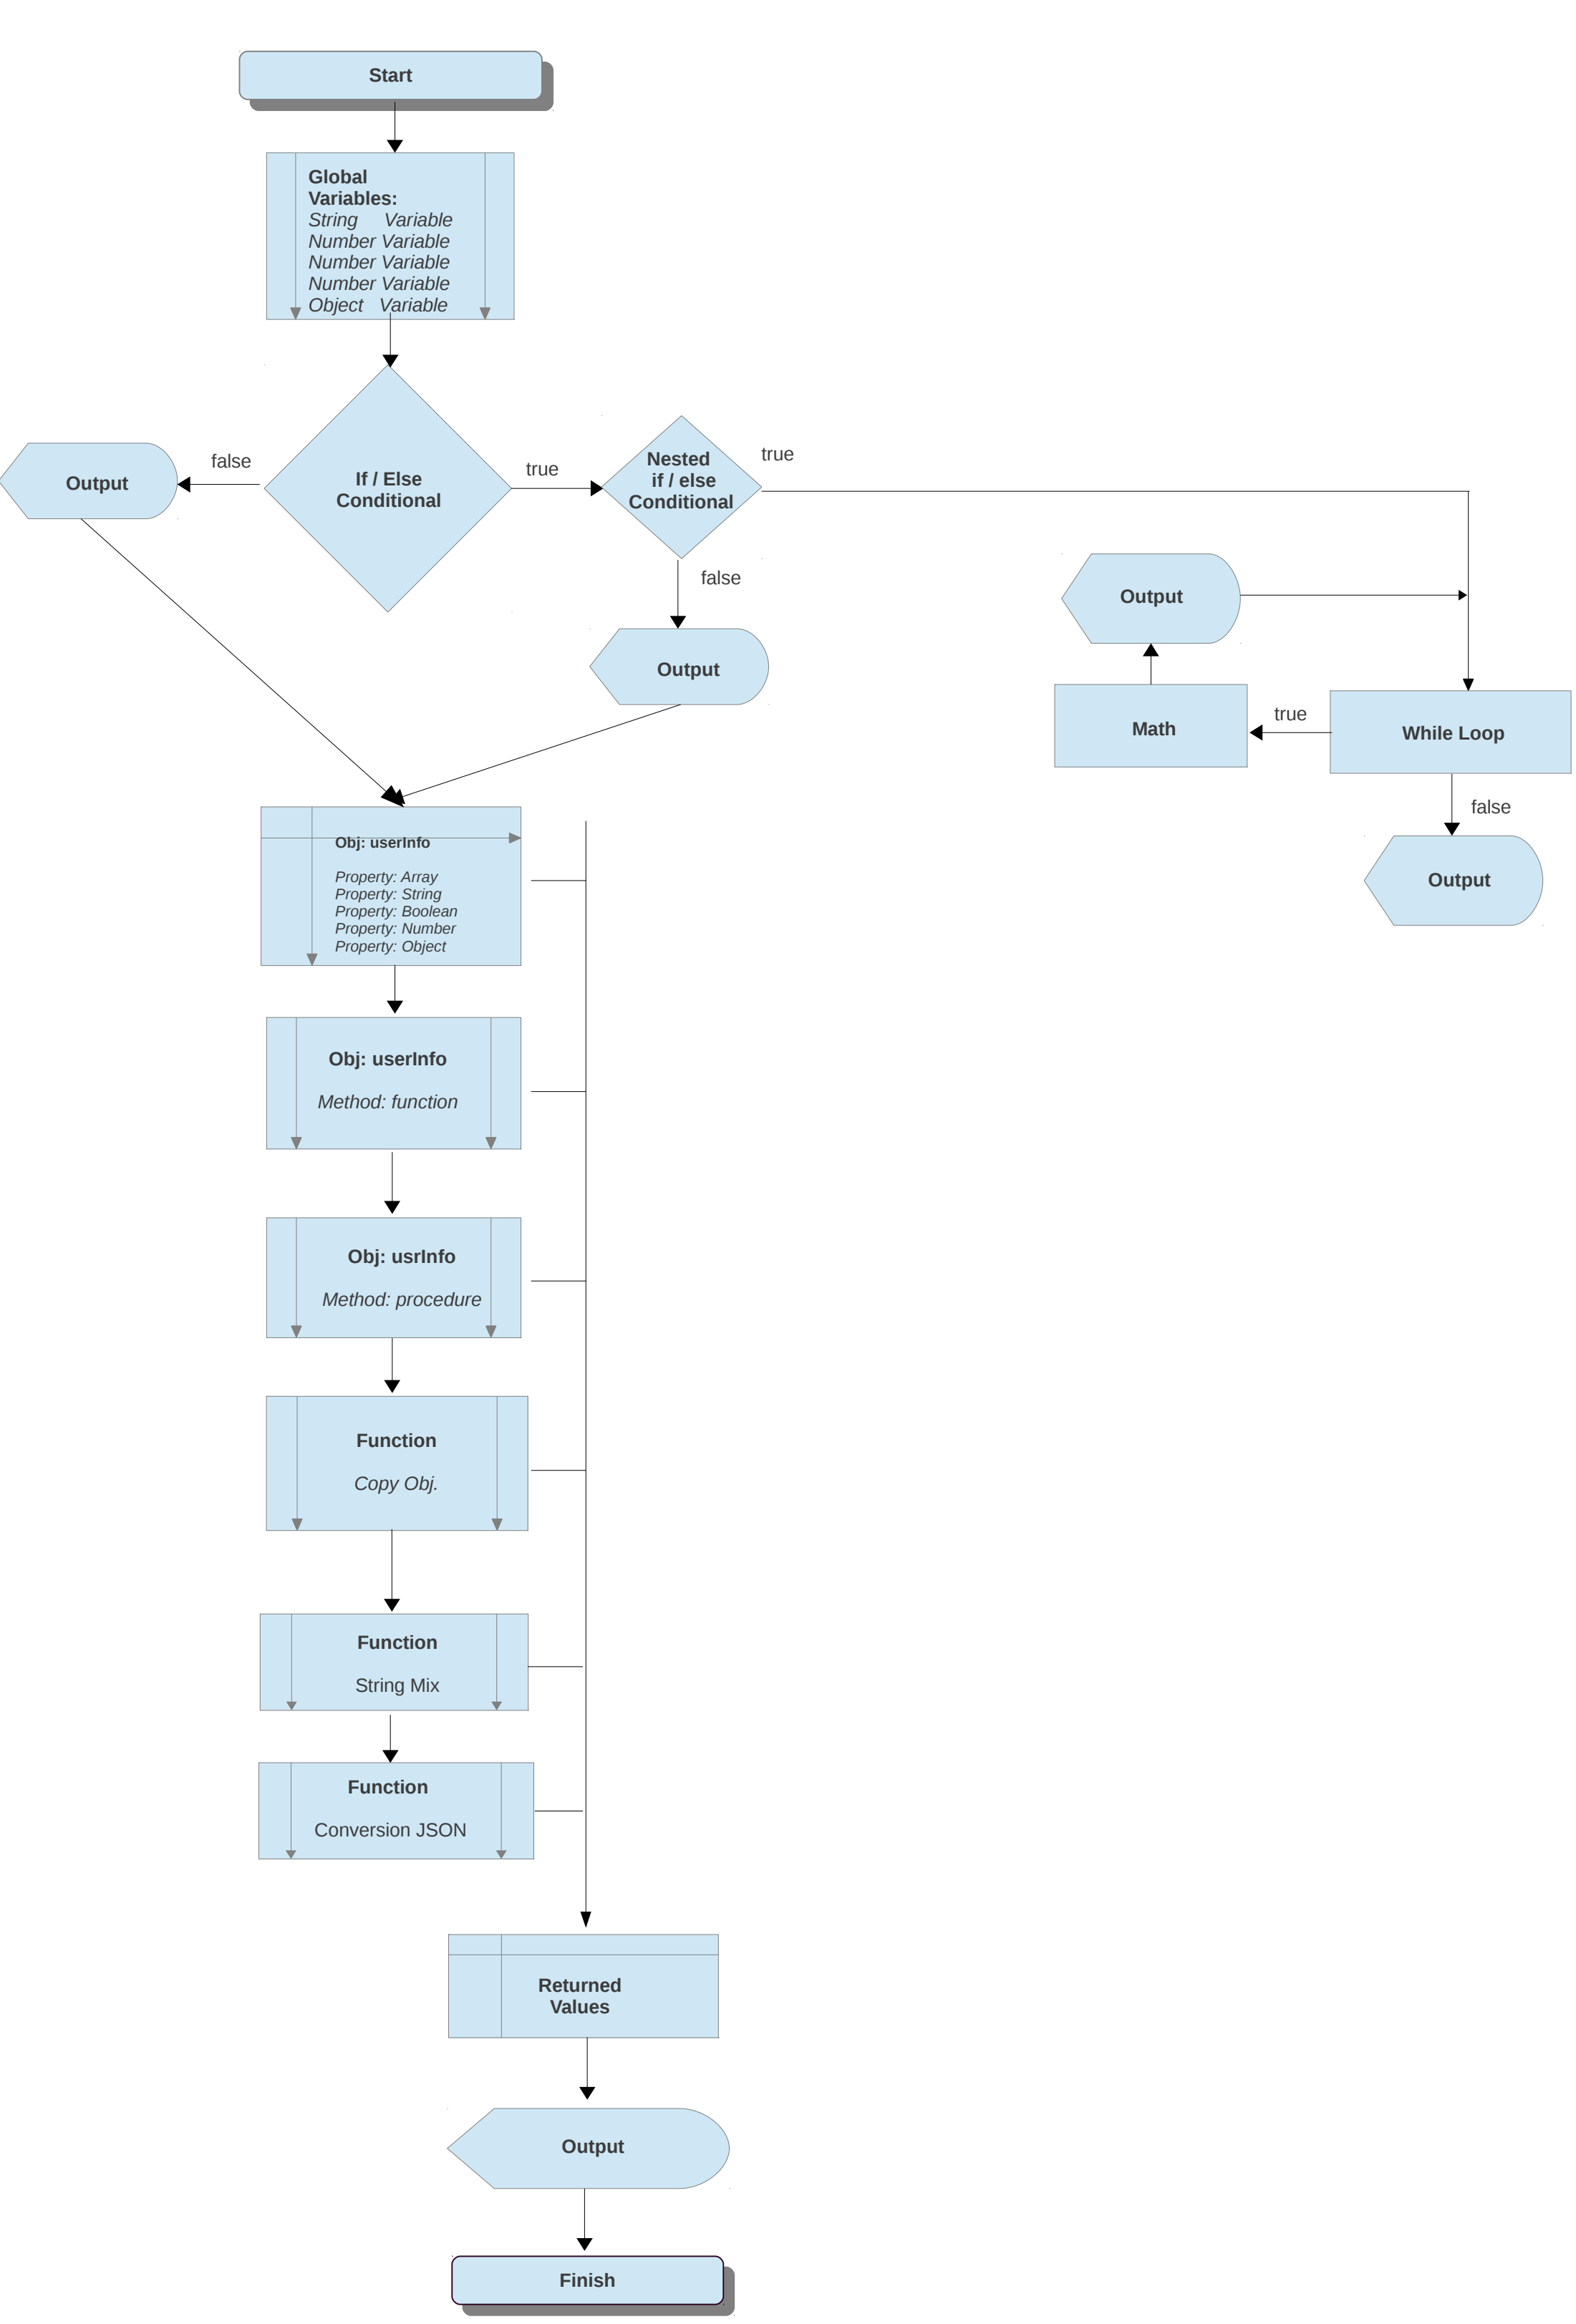 Start
Global
Variables:
String Variable
Number Variable
Number Variable
Number Variable
Object Variable
If / Else
Conditional
false
Output
true
Nested
if / else
Conditional
true
false
Output
Output
Math
true
While Loop
false
Output
Obj: userInfo
Property: Array
Property: String
Property: Boolean
Property: Number
Property: Object
Obj: userInfo
Method: function
Obj: usrInfo
Method: procedure
Function
Copy Obj.
Function
String Mix
Function
Conversion JSON
Returned
Values
Output
Finish